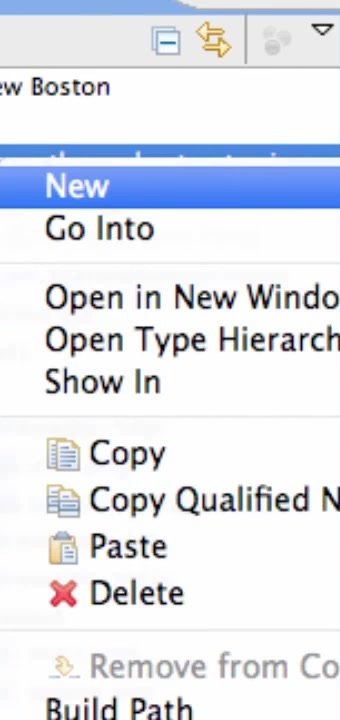 ew Boston
New
Go Into
Open in New Windo
Open Type Hierarch
Show In
Copy
Copy Qualified N
Paste
Delete
Remove from Co
Build Path